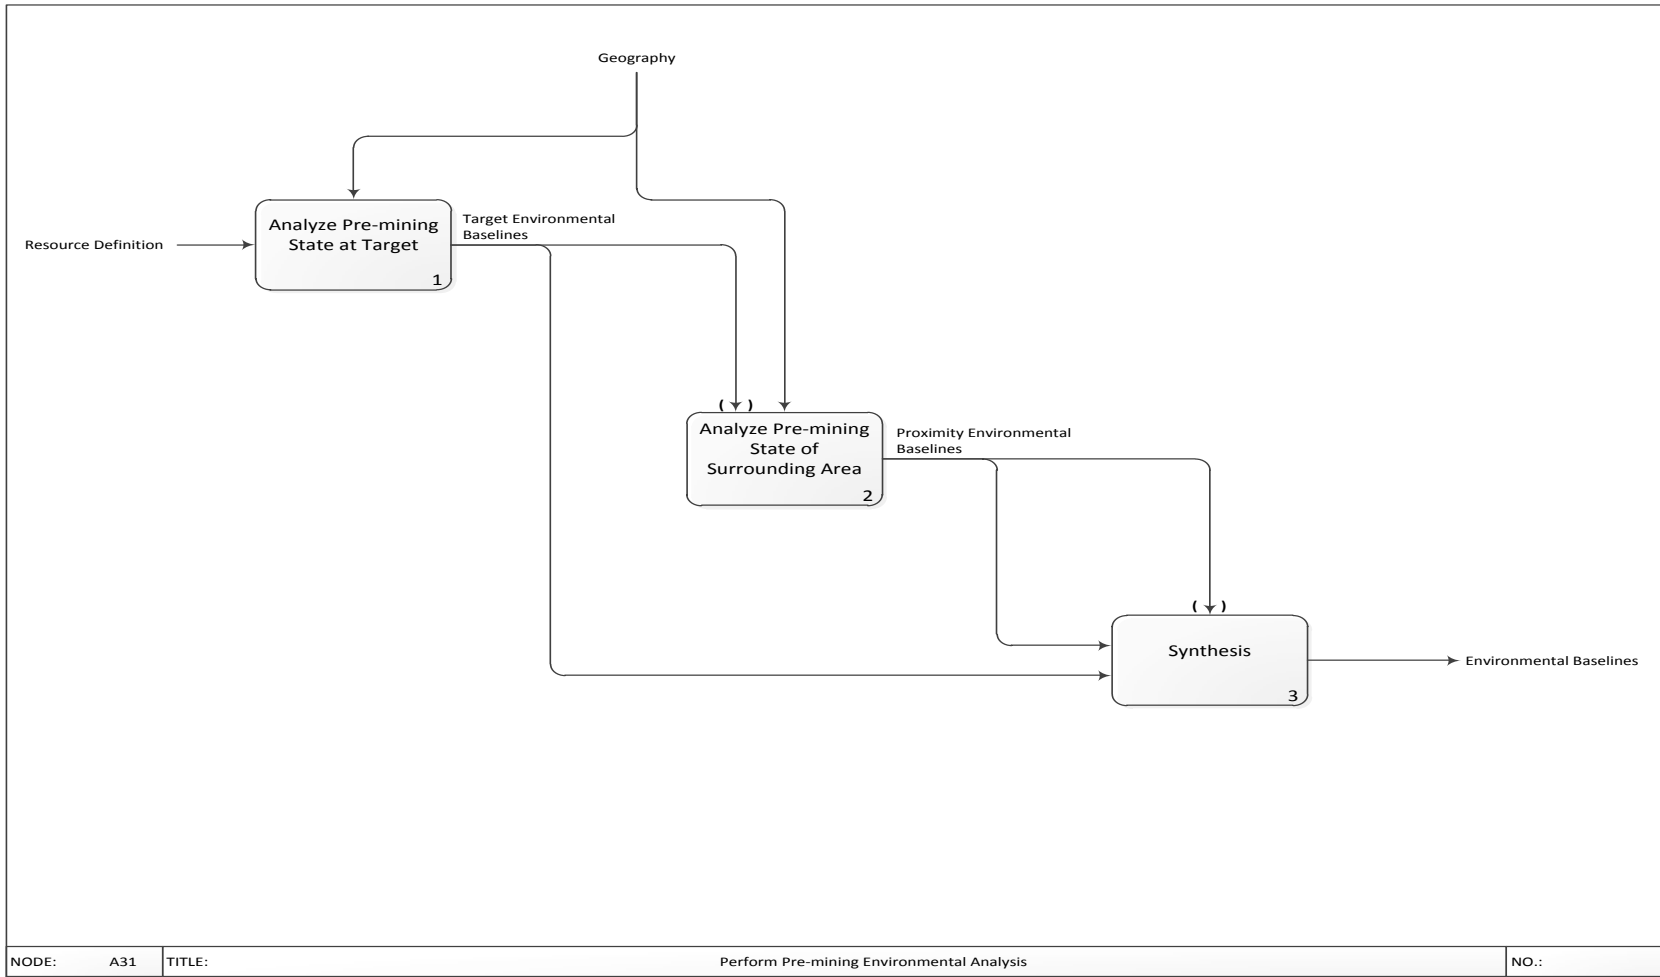 Geography
Resource Definition
Analyze Pre-mining
State at Target
1
Target Environmental
Baselines
( )
Analyze Pre-mining
State of
Surrounding Area
2
Proximity Environmental
Baselines
( )
Synthesis
3
Environmental Baselines
NODE: A31 TITLE: Perform Pre-mining Environmental Analysis NO.: